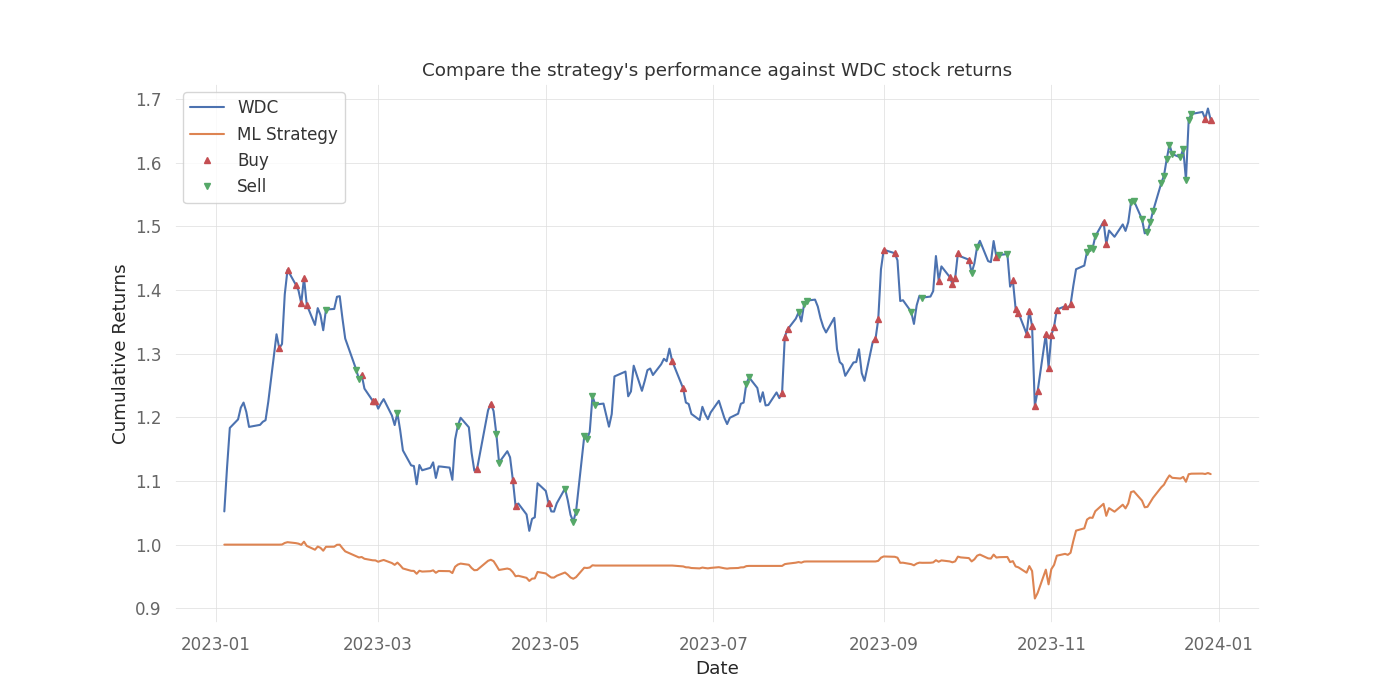 Compare the strategy's performance against WDC stock returns
WDC
ML Strategy
Buy
Sell
Cumulative Returns
1.7
1.6
1.5
1.4
1.3
1.2
1.1
1.0
0.9
2023-01
2023-03
2023-05
2023-07
2023-09
2023-11
2024-01
Date